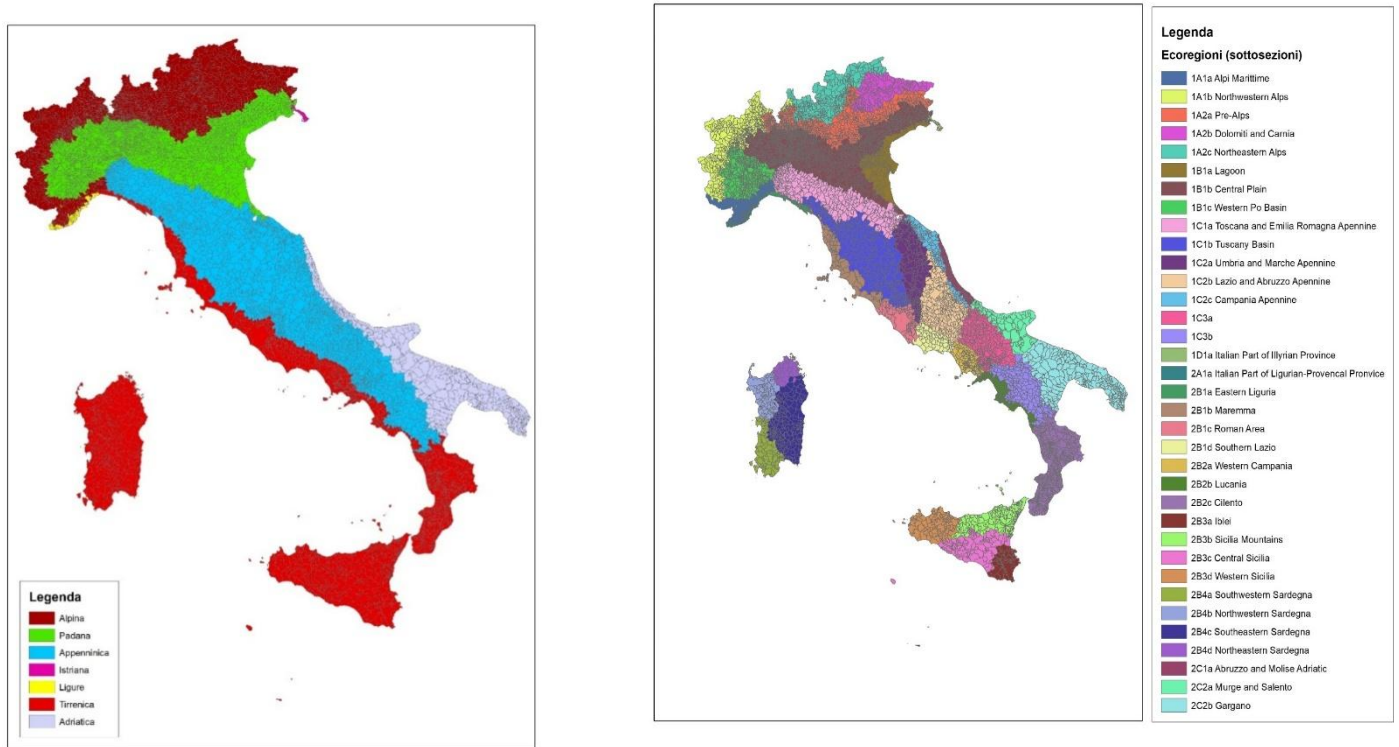 Legenda
Alpina
Padana
Appenninica
Istriana
Ligure
Tirrenica
Adriatica
Legenda
Ecoregioni (sottosezioni)
1A1a Alpi Marittime
1A1b Northwestern Alps
1A2a Pre-Alps
1A2b Dolomiti and Carnia
1A2c Northeastern Alps
1B1a Lagoon
1B1b Central Plain
1B1c Western Po Basin
1C1a Toscana and Emilia Romagna Apennine
1C1b Tuscany Basin
1C2a Umbria and Marche Apennine
1C2b Lazio and Abruzzo Apennine
1C2c Campania Apennine
1C3a
1C3b
1D1a Italian Part of Illyrian Province
2A1a Italian Part of Ligurian-Provencal Pronvice
2B1a Eastern Liguria
2B1b Maremma
2B1c Roman Area
2B1d Southern Lazio
2B2a Western Campania
2B2b Lucania
2B2c Cilento
2B3a Iblei
2B3b Sicilia Mountains
2B3c Central Sicilia
2B3d Western Sicilia
2B4a Southwestern Sardegna
2B4b Northwestern Sardegna
2B4c Southeastern Sardegna
2B4d Northeastern Sardegna
2C1a Abruzzo and Molise Adriatic
2C2a Murge and Salento
2C2b Gargano